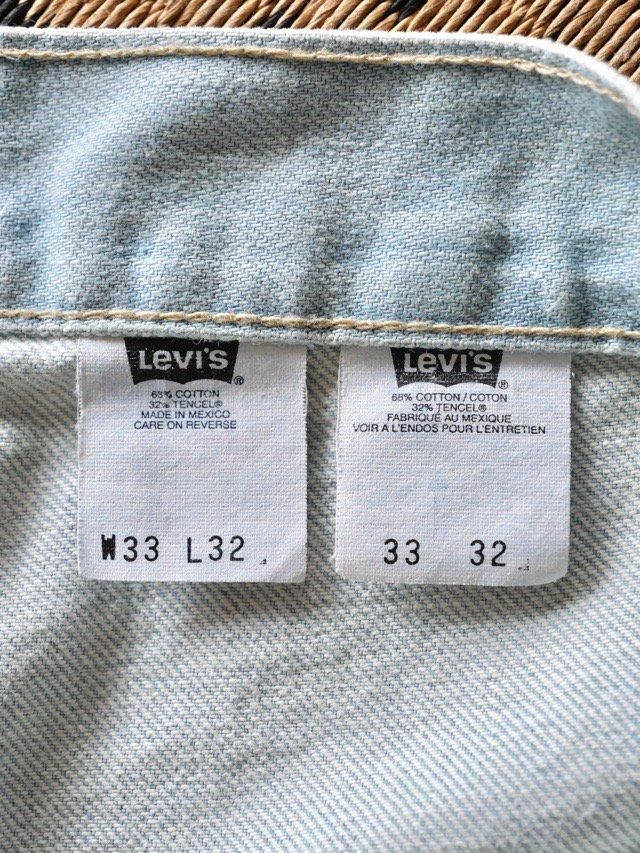 Levi's®
68% COTTON
32% TENCEL®
MADE IN MEXICO
CARE ON REVERSE
W33 L32
Levi's®
68% COTTON / COTON
32% TENCEL®
FABRIQUÉ AU MEXIQUE
VOIR A L'ENDOS POUR L'ENTRETIEN
33 32